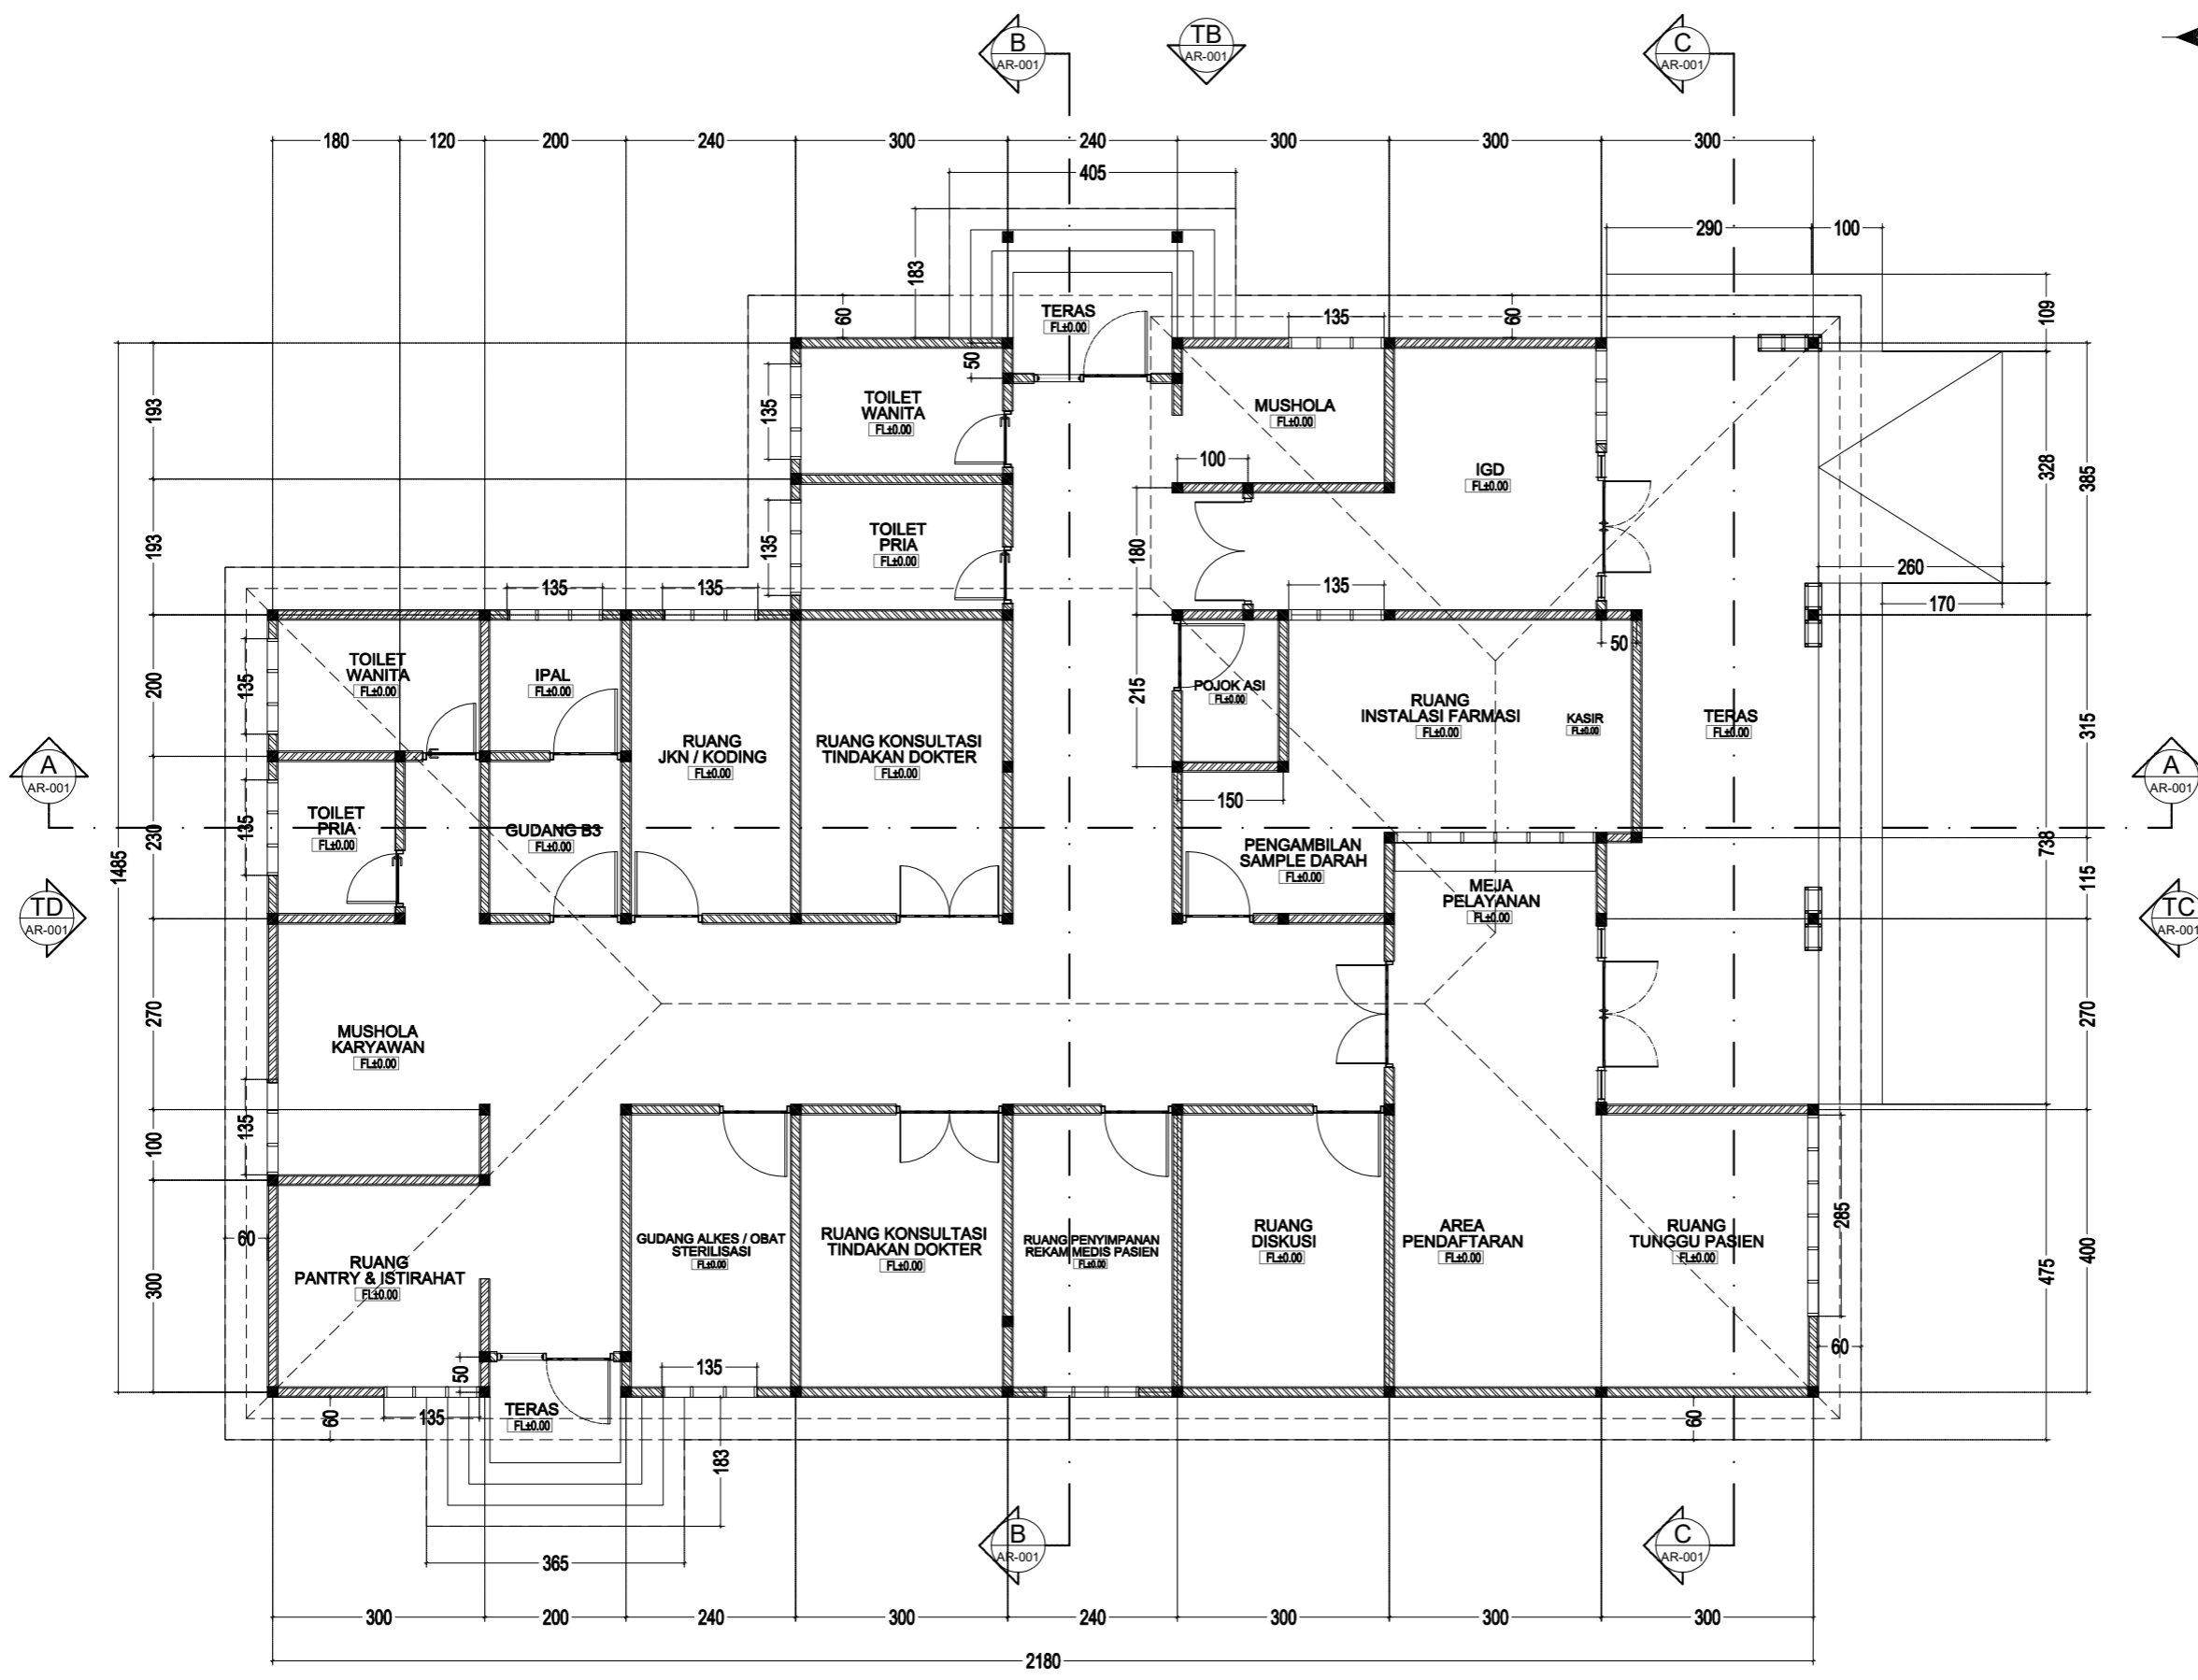 B
AR-001
TB
AR-001
C
AR-001
180
120
200
240
300
240
300
300
300
405
290
100
183
60
TERAS
FL±0.00
135
60
109
50
193
135
TOILET
WANITA
FL±0.00
MUSHOLA
FL±0.00
100
IGD
FL±0.00
328
385
193
135
TOILET
PRIA
FL±0.00
180
260
135
135
135
170
50
200
135
TOILET
WANITA
FL±0.00
IPAL
FL±0.00
215
POJOK ASI
FL±0.00
RUANG
INSTALASI FARMASI
FL±0.00
KASIR
FL±0.00
TERAS
FL±0.00
315
RUANG
JKN / KODING
FL±0.00
RUANG KONSULTASI
TINDAKAN DOKTER
FL±0.00
A
AR-001
A
AR-001
150
1485
230
135
TOILET
PRIA
FL±0.00
GUDANG B3
FL±0.00
PENGAMBILAN
SAMPLE DARAH
FL±0.00
738
115
MEJA
PELAYANAN
FL±0.00
TD
AR-001
TC
AR-001
270
MUSHOLA
KARYAWAN
FL±0.00
270
100
135
285
60
300
RUANG
PANTRY & ISTIRAHAT
FL±0.00
GUDANG ALKES / OBAT
STERILISASI
FL±0.00
RUANG KONSULTASI
TINDAKAN DOKTER
FL±0.00
RUANG PENYIMPANAN
REKAM MEDIS PASIEN
FL±0.00
RUANG
DISKUSI
FL±0.00
AREA
PENDAFTARAN
FL±0.00
RUANG
TUNGGU PASIEN
FL±0.00
475
400
60
50
135
60
135
TERAS
FL±0.00
60
183
B
AR-001
C
AR-001
365
300
200
240
300
240
300
300
300
2180